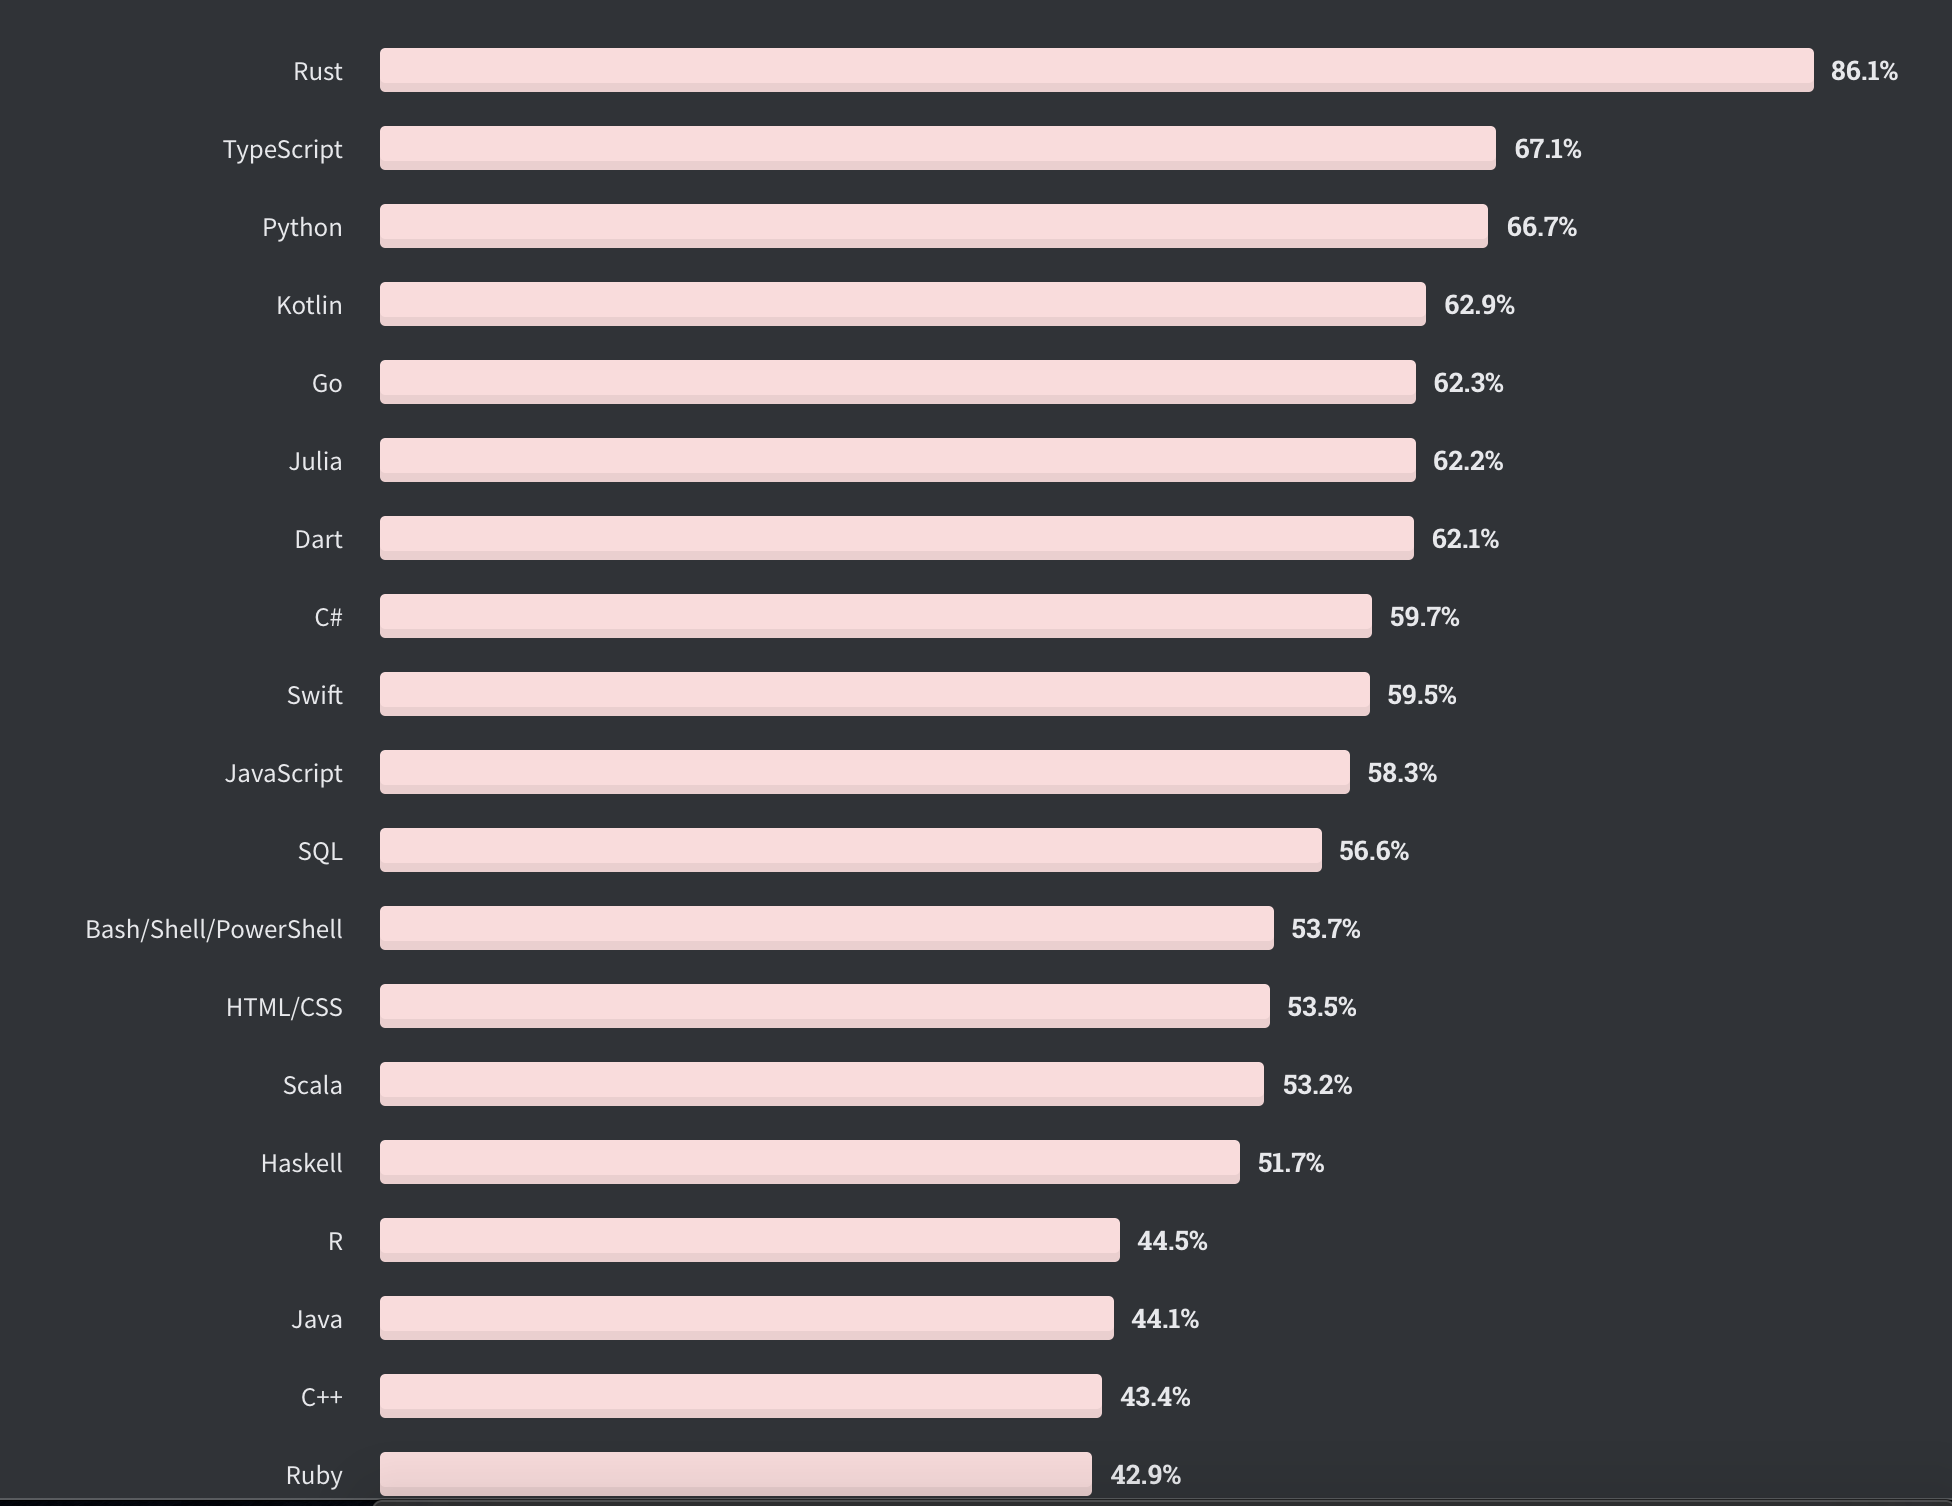 Rust 86.1%
TypeScript 67.1%
Python 66.7%
Kotlin 62.9%
Go 62.3%
Julia 62.2%
Dart 62.1%
C# 59.7%
Swift 59.5%
JavaScript 58.3%
SQL 56.6%
Bash/Shell/PowerShell 53.7%
HTML/CSS 53.5%
Scala 53.2%
Haskell 51.7%
R 44.5%
Java 44.1%
C++ 43.4%
Ruby 42.9%